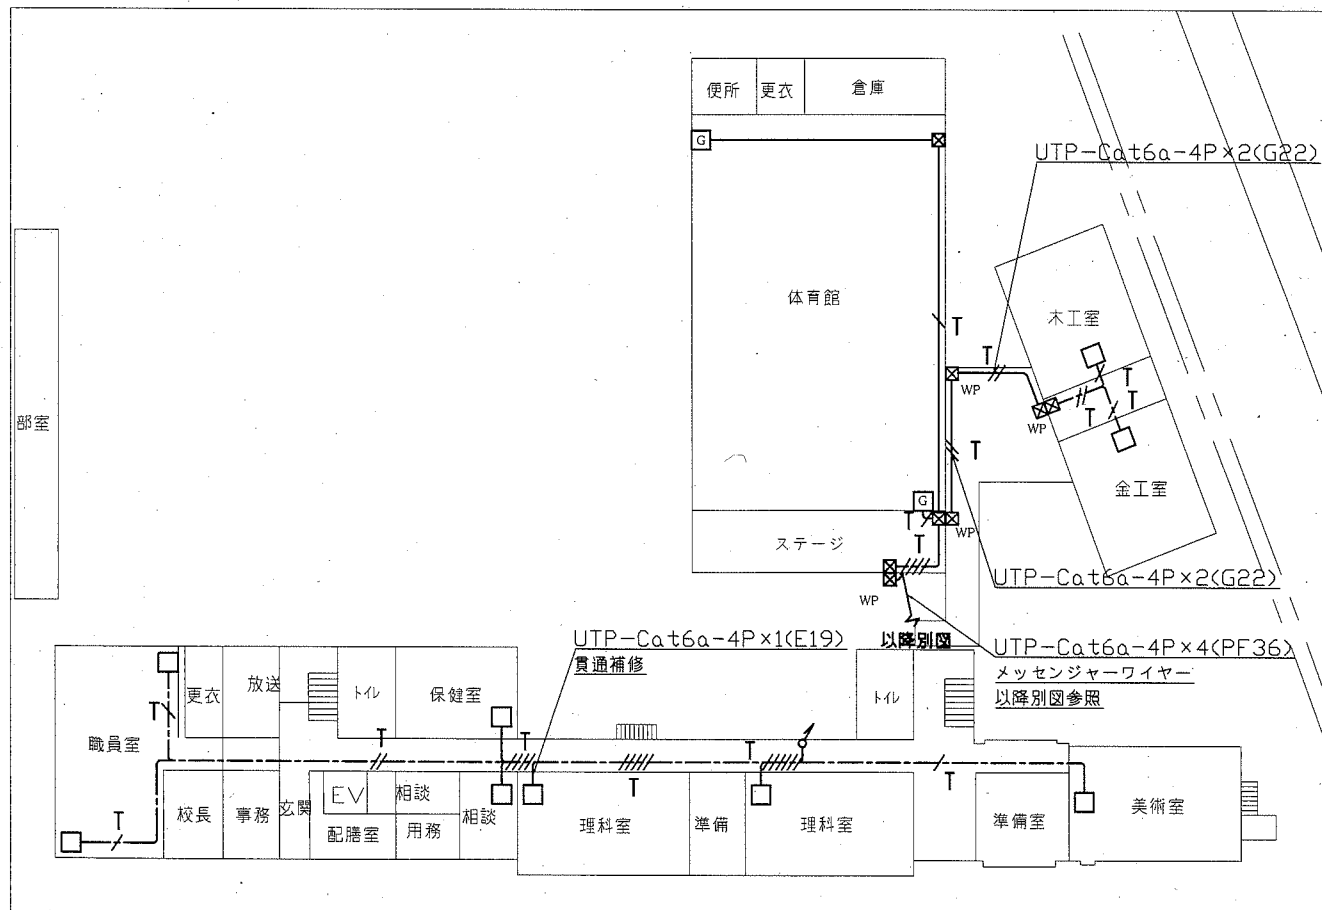 便所
更衣
倉庫
G
UTP-Cat6a-4P×2(G22)
体育館
T
木工室
T
WP
T
T
T
WP
部室
T
金工室
G
T
WP
ステージ
T
UTP-Cat6a-4P×2(G22)
WP
UTP-Cat6a-4P×1(E19)
貫通補修
以降別図
UTP-Cat6a-4P×4(PF36)
メッセンジャーワイヤー
以降別図参照
更衣
放送
トイレ
保健室
トイレ
T
職員室
T
T
T
T
T
EV
相談
校長
事務
玄関
相談
配膳室
用務
理科室
準備
理科室
準備室
美術室
T